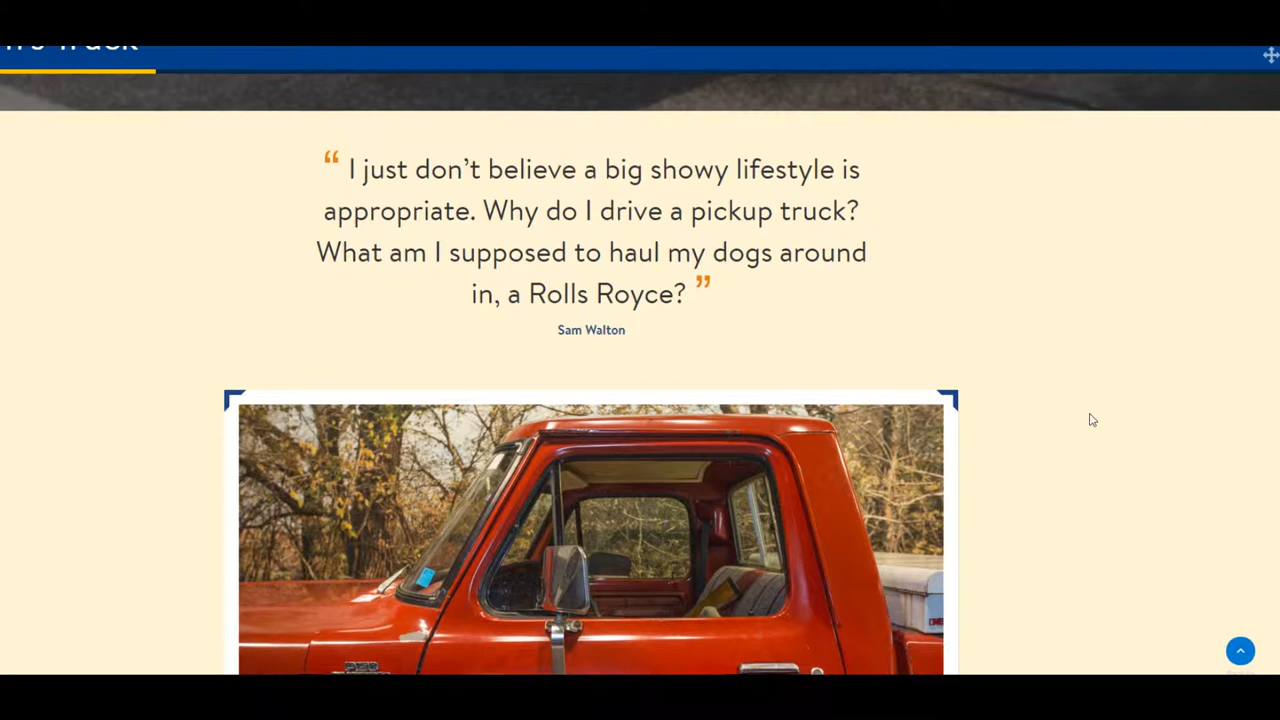 “ I just don’t believe a big showy lifestyle is
appropriate. Why do I drive a pickup truck?
What am I supposed to haul my dogs around
in, a Rolls Royce? ”
Sam Walton